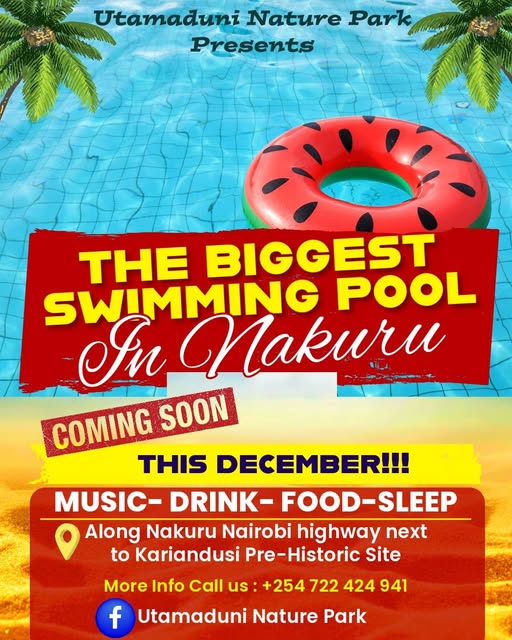 Utamaduni Nature Park
Presents
THE BIGGEST
SWIMMING POOL
In Nakuru
COMING SOON
THIS DECEMBER!!!
MUSIC- DRINK- FOOD-SLEEP
Along Nakuru Nairobi highway next
to Kariandusi Pre-Historic Site
More Info Call us : +254 722 424 941
f Utamaduni Nature Park